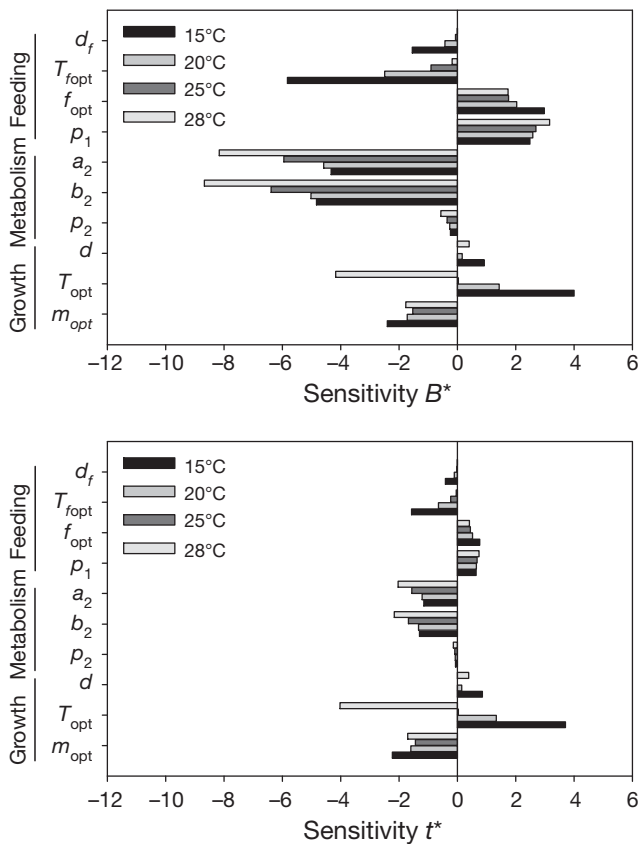 15°C
20°C
25°C
28°C
Feeding
Metabolism
Growth
d_f
T_fopt
f_opt
p_1
a_2
b_2
p_2
d
T_opt
m_opt
−12 −10 −8 −6 −4 −2 0 2 4 6
Sensitivity B*
15°C
20°C
25°C
28°C
Feeding
Metabolism
Growth
d_f
T_fopt
f_opt
p_1
a_2
b_2
p_2
d
T_opt
m_opt
−12 −10 −8 −6 −4 −2 0 2 4 6
Sensitivity t*